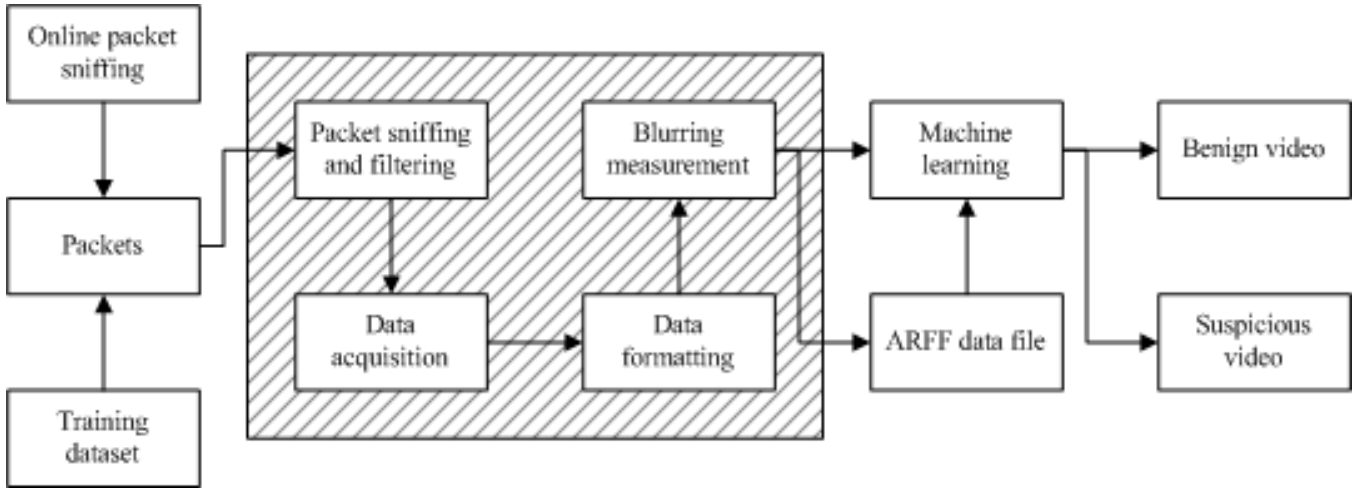 Online packet
sniffing
Packets
Training
dataset
Packet sniffing
and filtering
Data
acquisition
Data
formatting
Blurring
measurement
Machine
learning
ARFF data file
Benign video
Suspicious
video